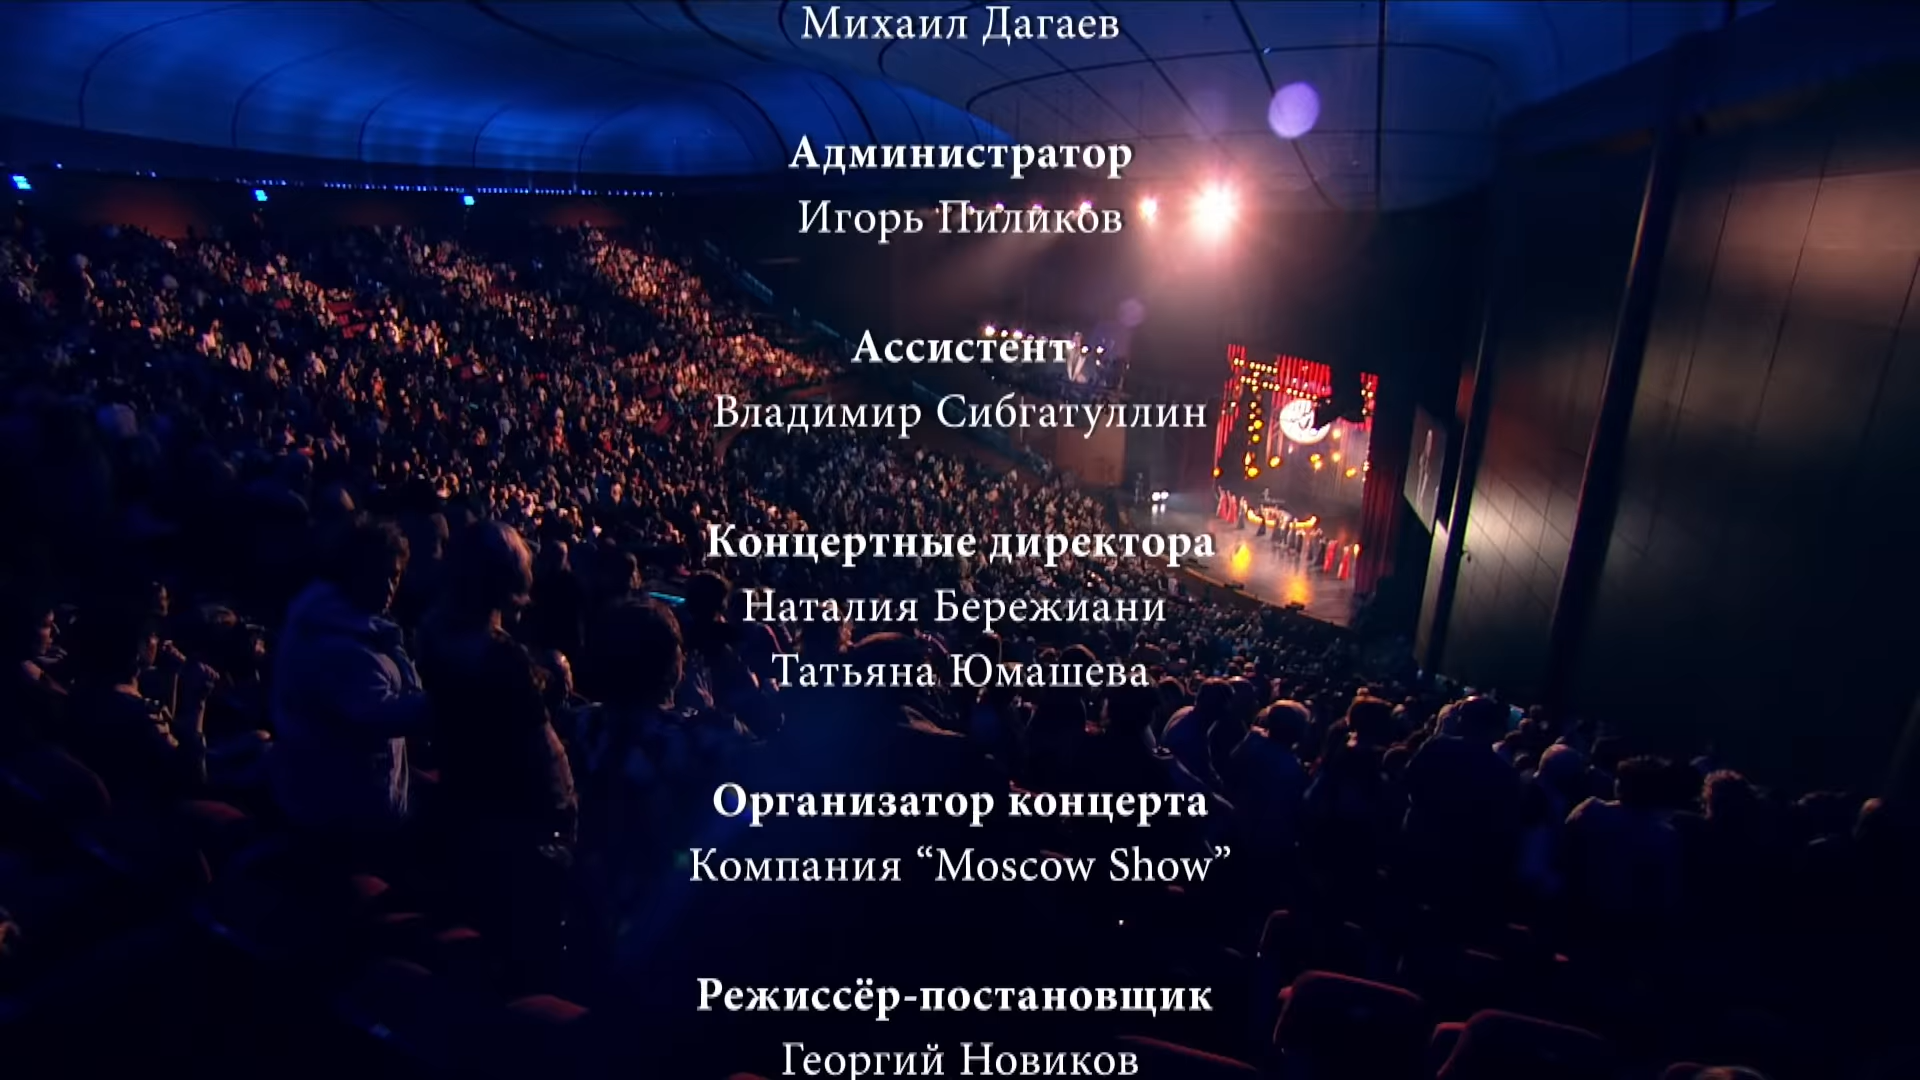 Михаил Дагаев
Администратор
Игорь Пиликов
Ассистент
Владимир Сибгатуллин
Концертные директора
Наталия Бережиани
Татьяна Юмашева
Организатор концерта
Компания “Moscow Show”
Режиссёр-постановщик
Георгий Новиков